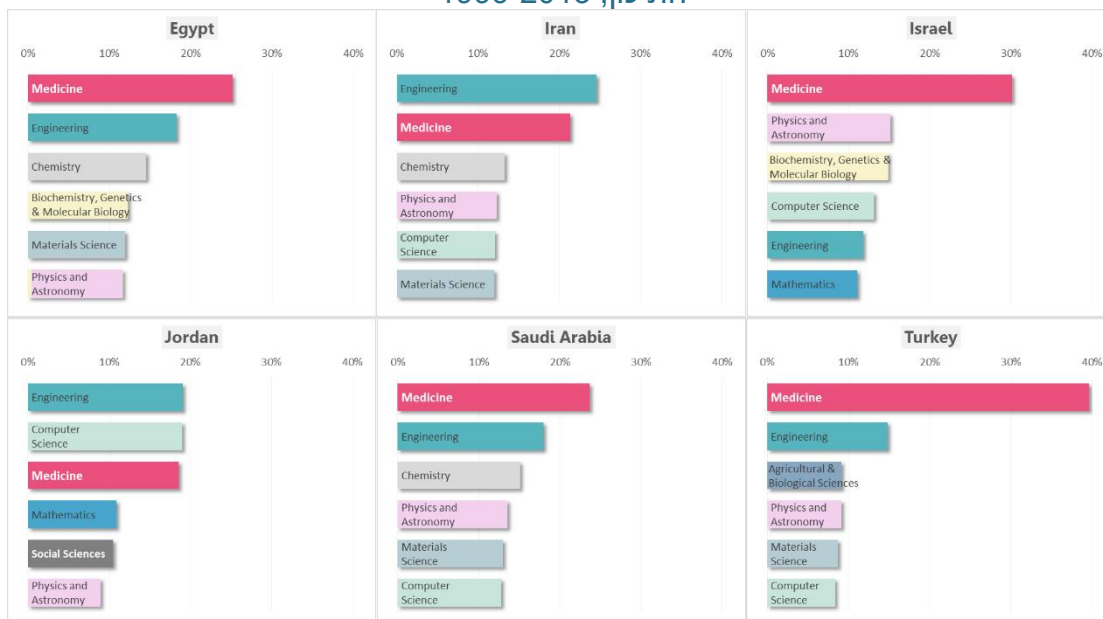 Egypt
0% 10% 20% 30% 40%
Medicine
Engineering
Chemistry
Biochemistry, Genetics
& Molecular Biology
Materials Science
Physics and
Astronomy
Iran
0% 10% 20% 30% 40%
Engineering
Medicine
Chemistry
Physics and
Astronomy
Computer
Science
Materials Science
Israel
0% 10% 20% 30% 40%
Medicine
Physics and
Astronomy
Biochemistry, Genetics &
Molecular Biology
Computer Science
Engineering
Mathematics
Jordan
0% 10% 20% 30% 40%
Engineering
Computer
Science
Medicine
Mathematics
Social Sciences
Physics and
Astronomy
Saudi Arabia
0% 10% 20% 30% 40%
Medicine
Engineering
Chemistry
Physics and
Astronomy
Materials
Science
Computer
Science
Turkey
0% 10% 20% 30% 40%
Medicine
Engineering
Agricultural &
Biological Sciences
Physics and
Astronomy
Materials
Science
Computer
Science